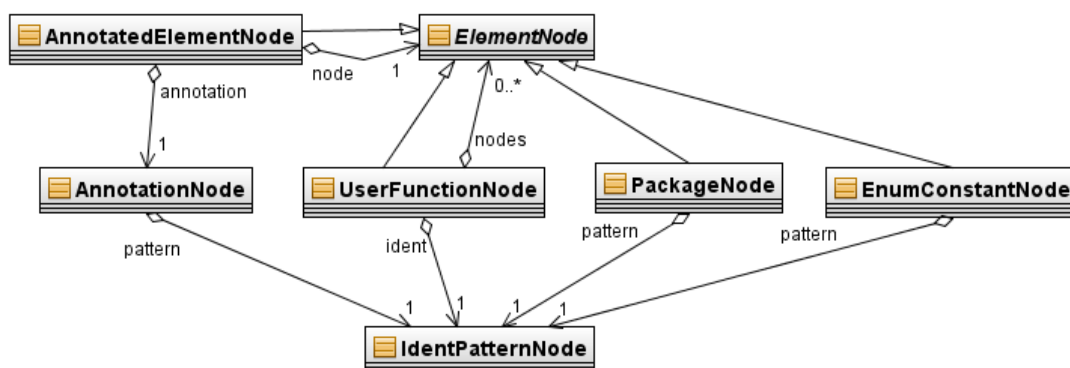 AnnotatedElementNode
ElementNode
node
1
annotation
0..*
1
nodes
AnnotationNode
UserFunctionNode
PackageNode
EnumConstantNode
pattern
ident
pattern
pattern
1
1
1
1
IdentPatternNode